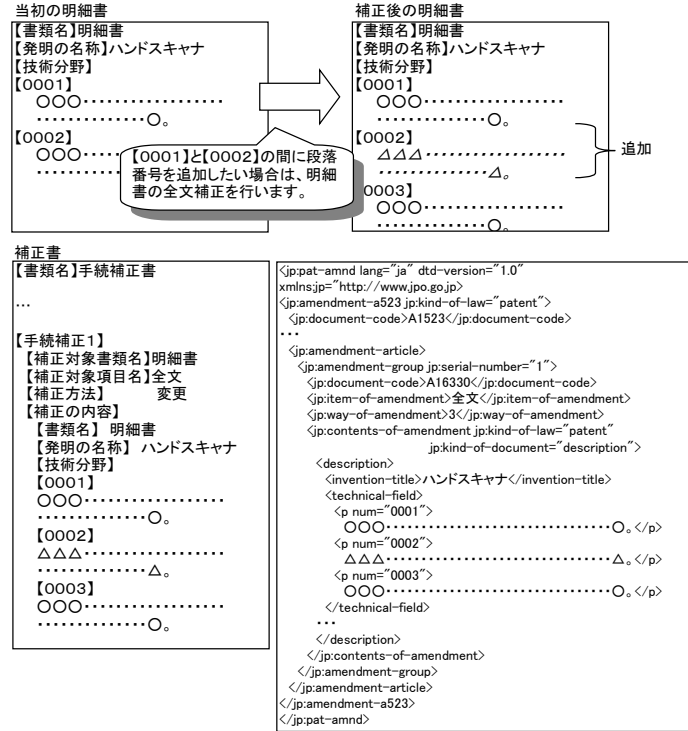 当初の明細書
【書類名】明細書
【発明の名称】ハンドスキャナ
【技術分野】
【0001】
○○○・・・・・・・・・・・・・・・・・・
・・・・・・・・・・・・・・○。
【0002】
○○○・・・・
・・・・・・・・
【0001】と【0002】の間に段落
番号を追加したい場合は、明細
書の全文補正を行います。
補正後の明細書
【書類名】明細書
【発明の名称】ハンドスキャナ
【技術分野】
【0001】
○○○・・・・・・・・・・・・・・・・・・
・・・・・・・・・・・・・・○。
【0002】
△△△・・・・・・・・・・・・・・・・・・
・・・・・・・・・・・・・・△。
追加
【0003】
○○○・・・・・・・・・・・・・・・・・・
・・・・・・・・・・・・・・○。
補正書
【書類名】手続補正書
…
【手続補正1】
【補正対象書類名】明細書
【補正対象項目名】全文
【補正方法】 変更
【補正の内容】
【書類名】 明細書
【発明の名称】 ハンドスキャナ
【技術分野】
【0001】
○○○・・・・・・・・・・・・・・・・・・
・・・・・・・・・・・・・・○。
【0002】
△△△・・・・・・・・・・・・・・・・・・
・・・・・・・・・・・・・・△。
【0003】
○○○・・・・・・・・・・・・・・・・・・
・・・・・・・・・・・・・・○。
<jp:pat-amnd lang="ja" dtd-version="1.0"
xmlns:jp="http://www.jpo.go.jp>
<jp:amendment-a523 jp:kind-of-law="patent">
<jp:document-code>A1523</jp:document-code>
・・・
<jp:amendment-article>
<jp:amendment-group jp:serial-number="1">
<jp:document-code>A16330</jp:document-code>
<jp:item-of-amendment>全文</jp:item-of-amendment>
<jp:way-of-amendment>3</jp:way-of-amendment>
<jp:contents-of-amendment jp:kind-of-law="patent"
jp:kind-of-document="description">
<description>
<invention-title>ハンドスキャナ</invention-title>
<technical-field>
<p num="0001">
○○○・・・・・・・・・・・・・・・・・・・・・・・・・・・・・・○。</p>
<p num="0002">
△△△・・・・・・・・・・・・・・・・・・・・・・・・・・・・・・△。</p>
<p num="0003">
○○○・・・・・・・・・・・・・・・・・・・・・・・・・・・・・・○。</p>
</technical-field>
・・・
</description>
</jp:contents-of-amendment>
</jp:amendment-group>
</jp:amendment-article>
</jp:amendment-a523>
</jp:pat-amnd>